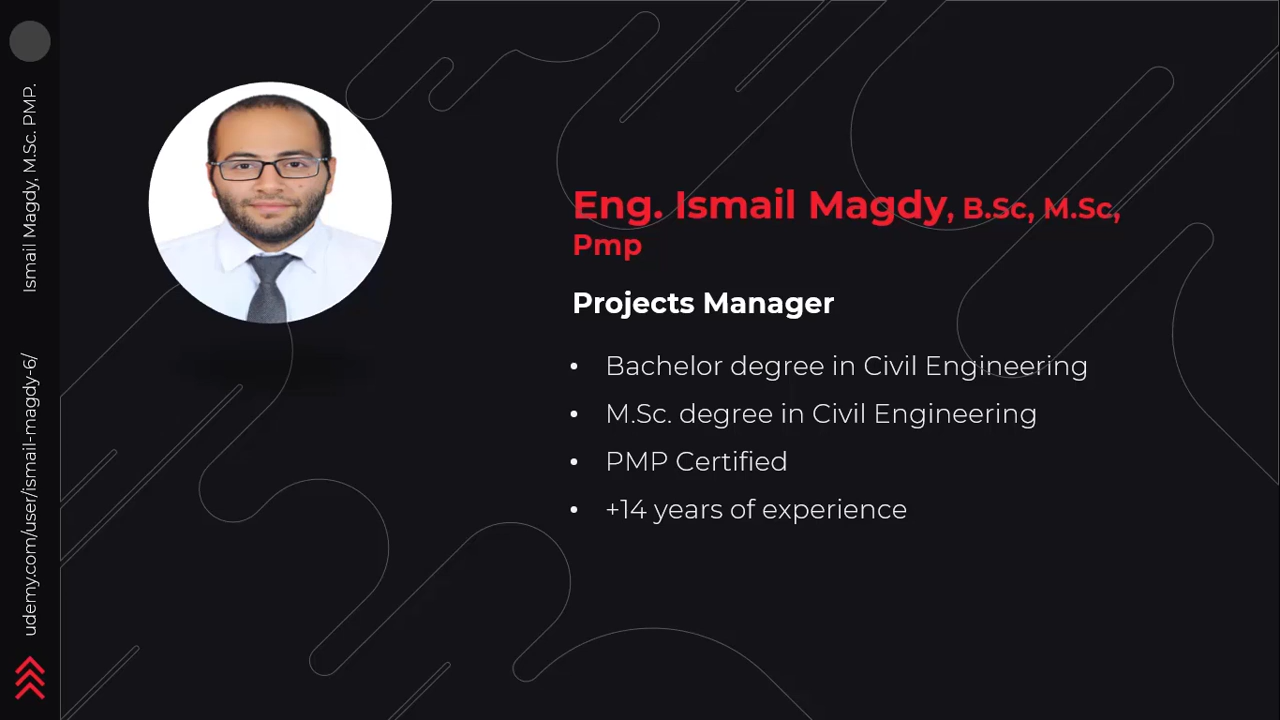 Ismail Magdy, M.Sc. PMP.
udemy.com/user/ismail-magdy-6/
Eng. Ismail Magdy, B.Sc, M.Sc,
Pmp
Projects Manager
• Bachelor degree in Civil Engineering
• M.Sc. degree in Civil Engineering
• PMP Certified
• +14 years of experience